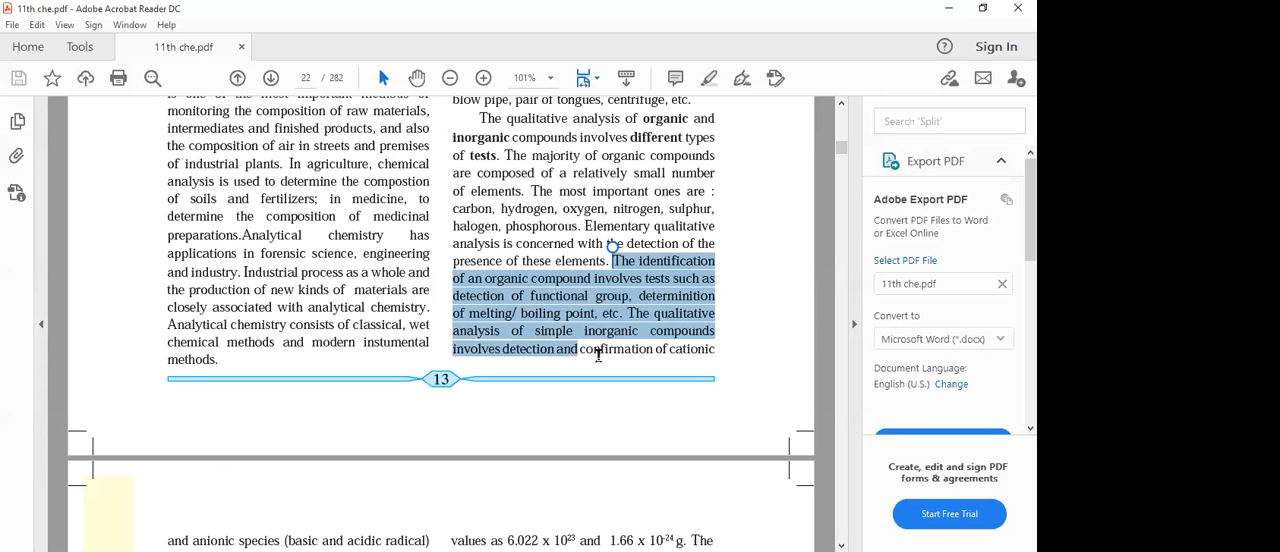 11th che.pdf - Adobe Acrobat Reader DC
File Edit View Sign Window Help
Home Tools 11th che.pdf × Sign In
22 / 282 101%
is one of the most important methods of
monitoring the composition of raw materials,
intermediates and finished products, and also
the composition of air in streets and premises
of industrial plants. In agriculture, chemical
analysis is used to determine the compostion
of soils and fertilizers; in medicine, to
determine the composition of medicinal
preparations.Analytical chemistry has
applications in forensic science, engineering
and industry. Industrial process as a whole and
the production of new kinds of materials are
closely associated with analytical chemistry.
Analytical chemistry consists of classical, wet
chemical methods and modern instumental
methods.
blow pipe, pair of tongues, centrifuge, etc.
The qualitative analysis of organic and
inorganic compounds involves different types
of tests. The majority of organic compounds
are composed of a relatively small number
of elements. The most important ones are :
carbon, hydrogen, oxygen, nitrogen, sulphur,
halogen, phosphorous. Elementary qualitative
analysis is concerned with the detection of the
presence of these elements. The identification
of an organic compound involves tests such as
detection of functional group, determinition
of melting/ boiling point, etc. The qualitative
analysis of simple inorganic compounds
involves detection and confirmation of cationic
13
and anionic species (basic and acidic radical)
values as 6.022 x 10²³ and 1.66 x 10⁻²⁴ g. The
Search 'Split'
Export PDF
Adobe Export PDF
Convert PDF Files to Word
or Excel Online
Select PDF File
11th che.pdf
Convert to
Microsoft Word (*.docx)
Document Language:
English (U.S.) Change
Create, edit and sign PDF
forms & agreements
Start Free Trial